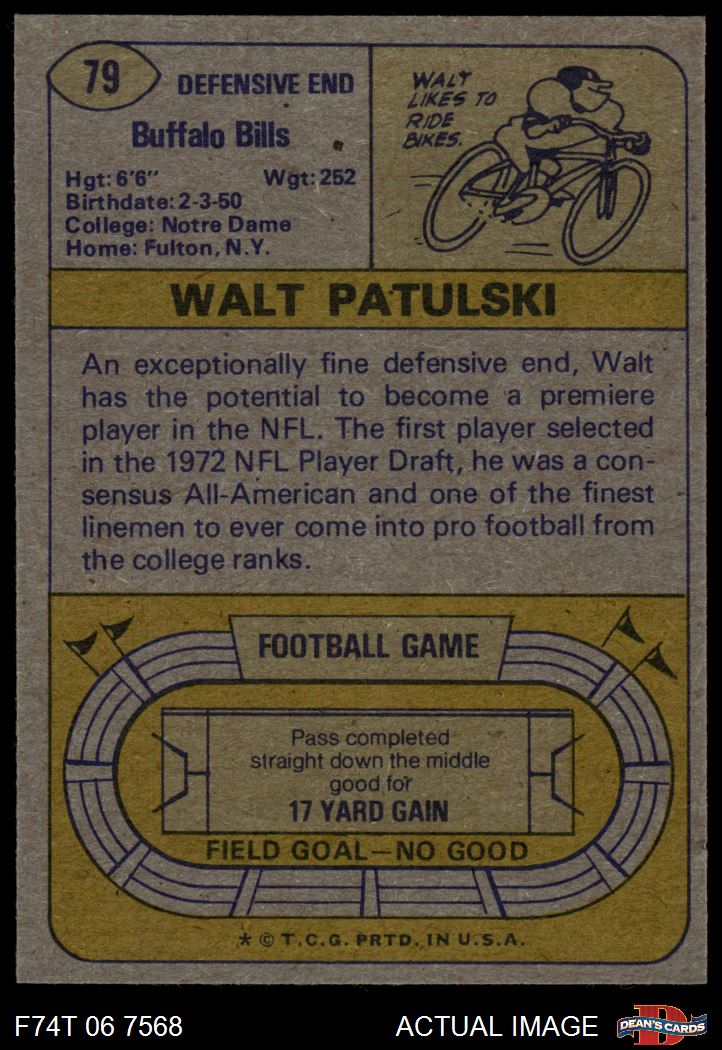 79
DEFENSIVE END
Buffalo Bills
Hgt: 6'6" Wgt: 252
Birthdate: 2-3-50
College: Notre Dame
Home: Fulton, N.Y.
WALT
LIKES TO
RIDE
BIKES.
WALT PATULSKI
An exceptionally fine defensive end, Walt
has the potential to become a premiere
player in the NFL. The first player selected
in the 1972 NFL Player Draft, he was a con-
sensus All-American and one of the finest
linemen to ever come into pro football from
the college ranks.
FOOTBALL GAME
Pass completed
straight down the middle
good for
17 YARD GAIN
FIELD GOAL—NO GOOD
* © T.C.G. PRTD. IN U.S.A.
F74T 06 7568 ACTUAL IMAGE
D
DEAN'S CARDS